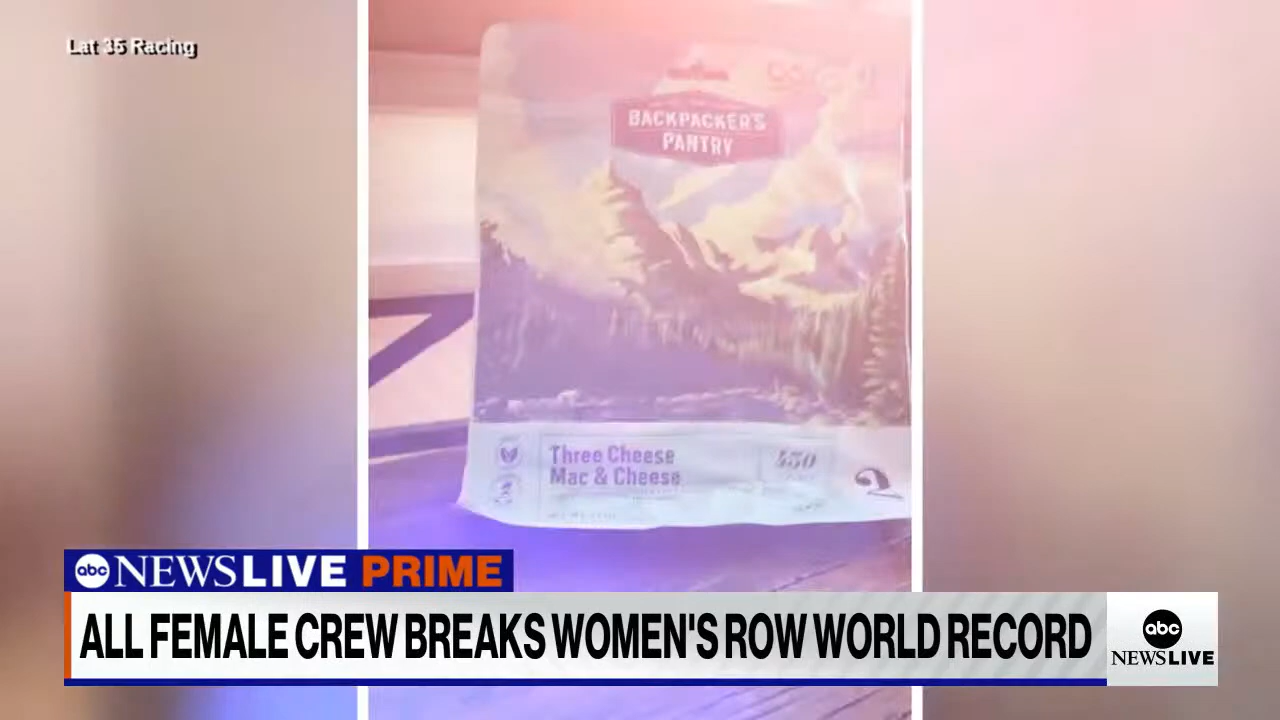 Lat 35 Racing
BACKPACKER'S
PANTRY
Three Cheese
Mac & Cheese
450
2
abc NEWS LIVE PRIME
ALL FEMALE CREW BREAKS WOMEN'S ROW WORLD RECORD
abc
NEWS LIVE